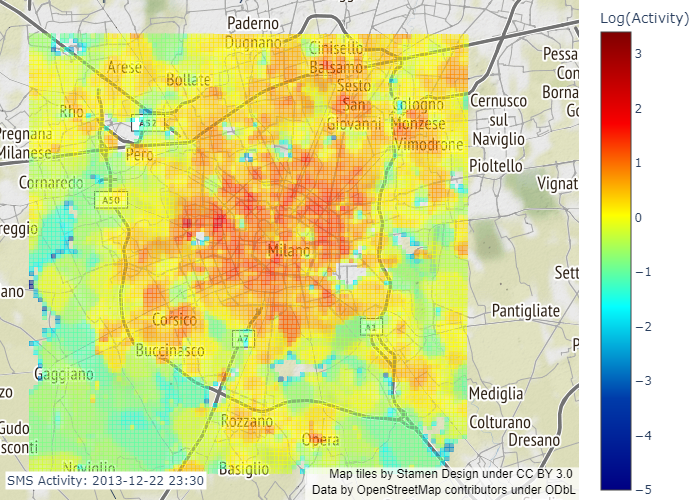 Log(Activity)
3
2
1
0
−1
−2
−3
−4
−5
Paderno
Dugnano
Cinisello
Balsamo
Sesto
San
Giovanni
Arese
Bollate
Rho
A52
Pero
Pregnana
Milanese
Cornaredo
A50
Cologno
Monzese
Vimodrone
Cernusco
sul
Naviglio
Pioltello
Pessa
Con
Borna
Go
Vignat
reggio
ano
Milano
Sett
Corsico
Buccinasco
A7
A1
Pantigliate
P
Gaggiano
zo
Gudo
sconti
Rozzano
Opera
Mediglia
Colturano
Dresano
Noviglio
Basiglio
SMS Activity: 2013-12-22 23:30
Map tiles by Stamen Design under CC BY 3.0
Data by OpenStreetMap contributors under ODbL